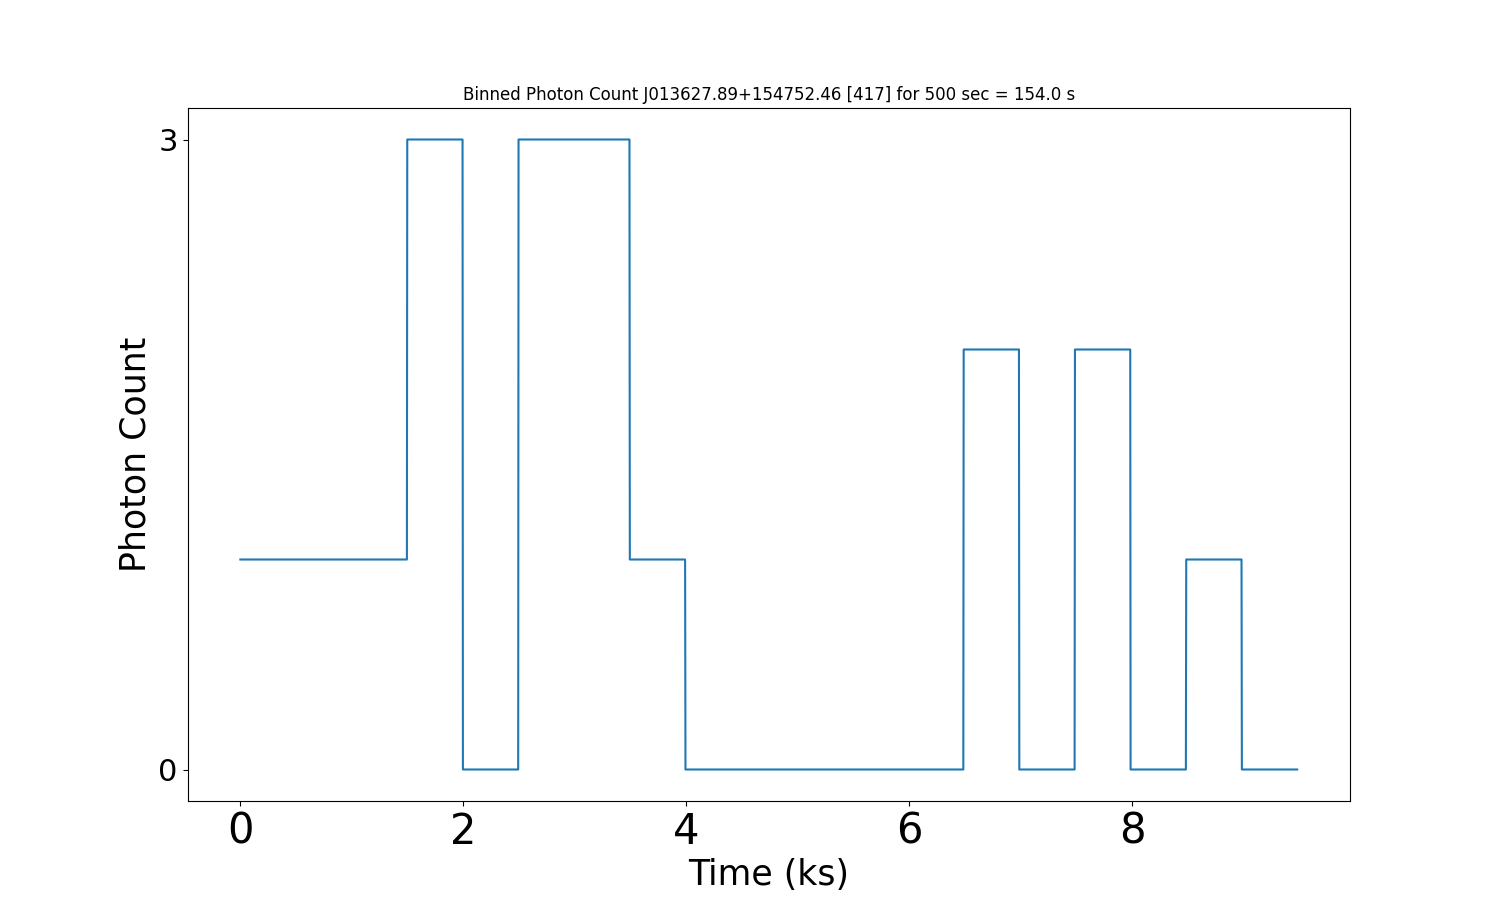 Binned Photon Count J013627.89+154752.46 [417] for 500 sec = 154.0 s
3
0
Photon Count
0 2 4 6 8
Time (ks)